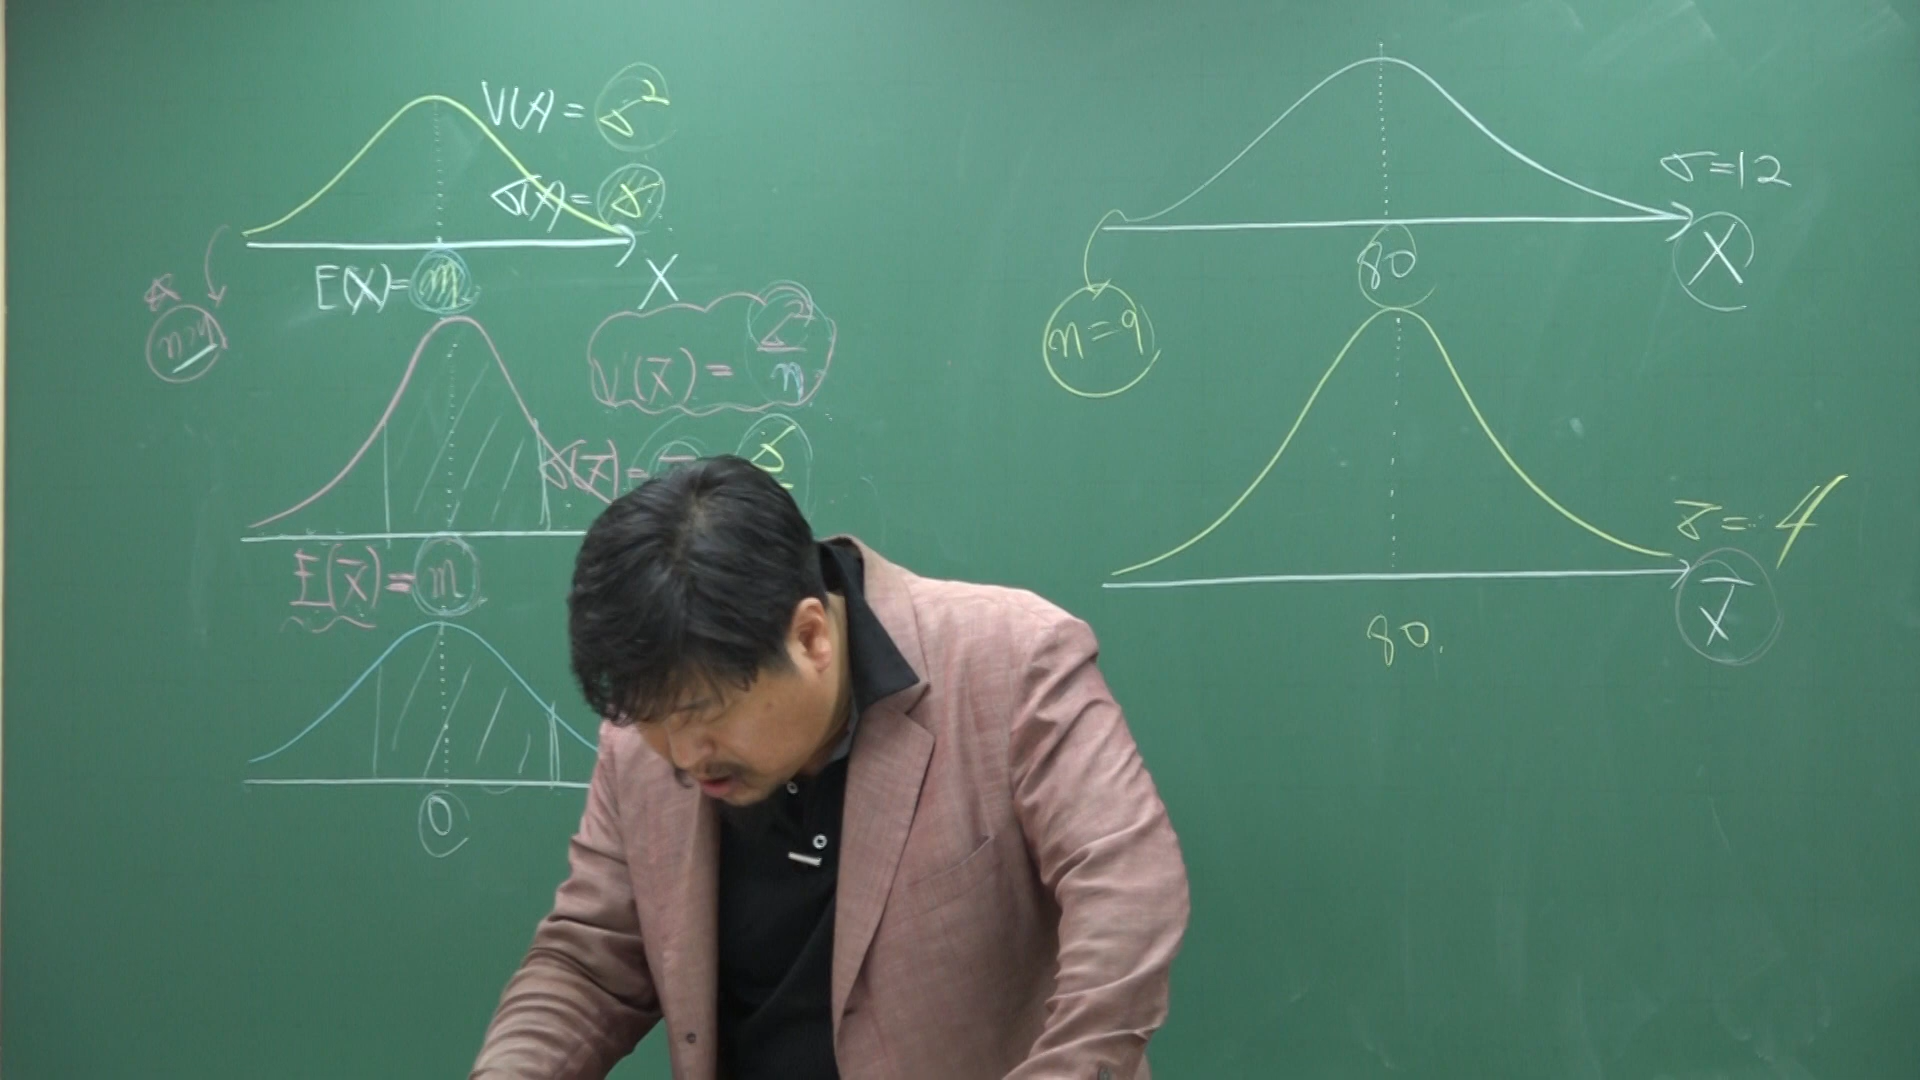 V(X) = σ²
σ(X) = σ
E(X) = m
X
V(X̄) = σ²/n
E(X̄) = m
0
σ = 12
80
X
n = 9
σ = 4
X̄
80.